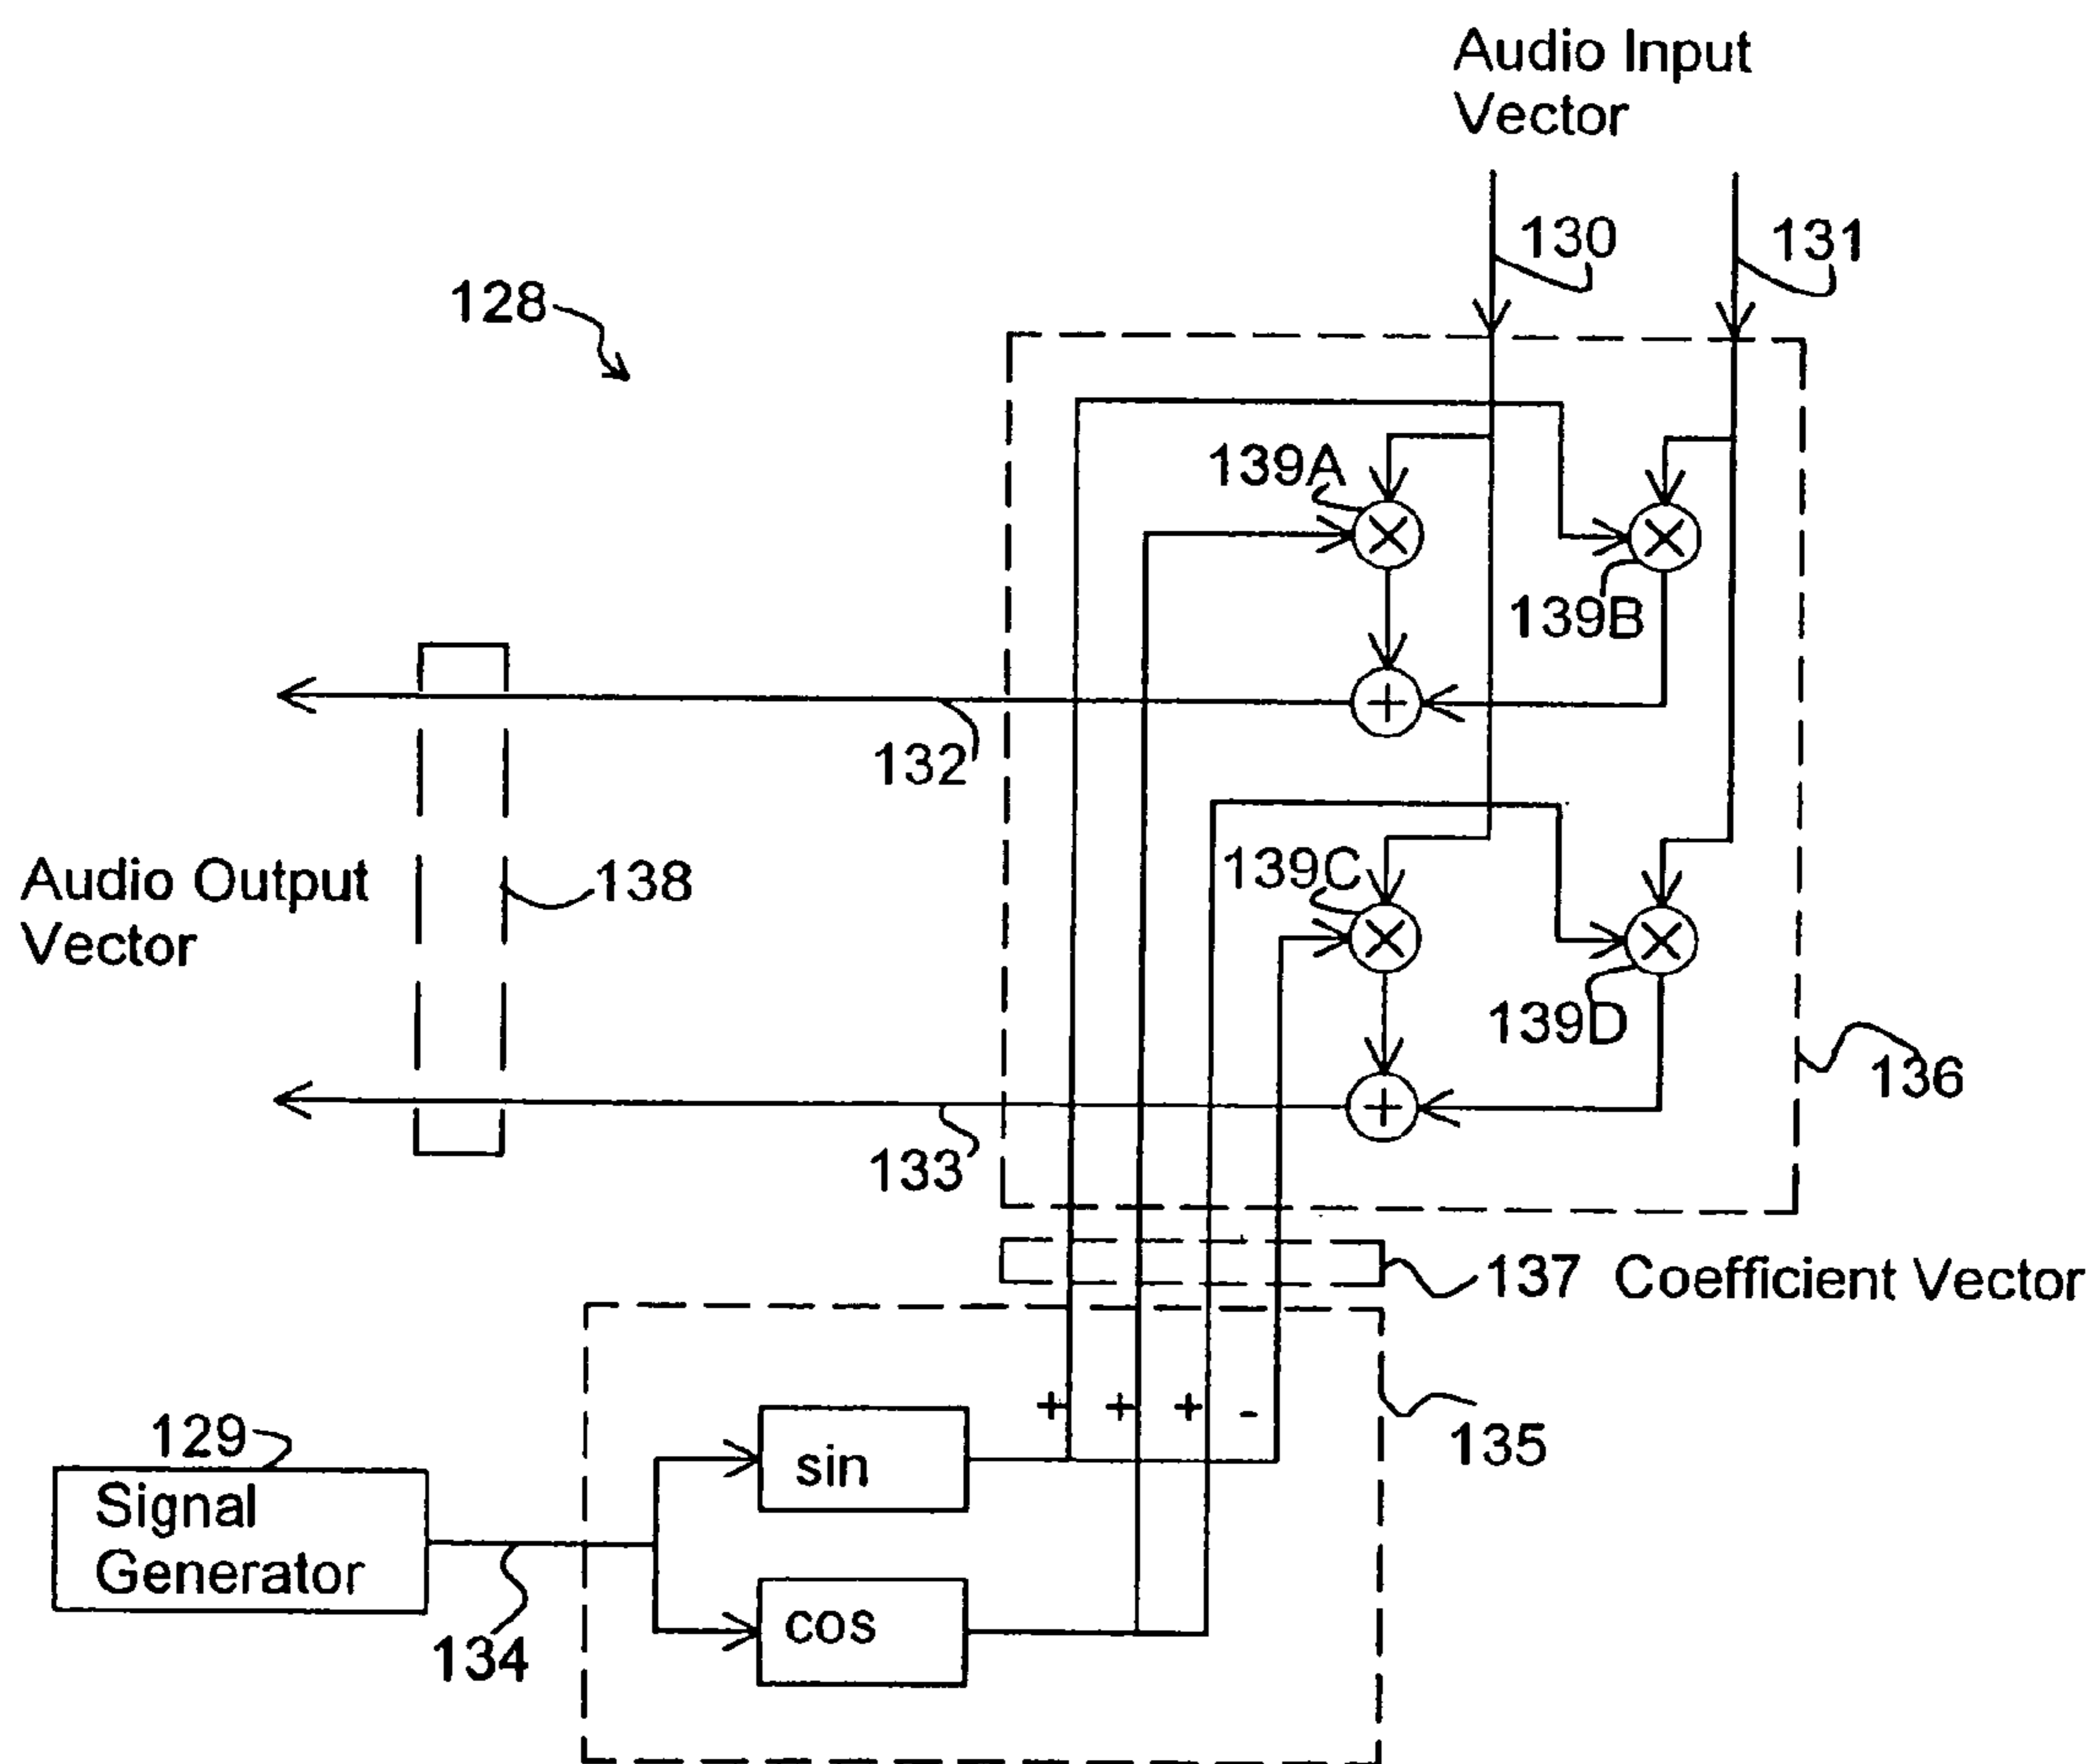 Audio Input
Vector
130
131
128
139A
139B
132
Audio Output
Vector
138
139C
139D
136
133
137 Coefficient Vector
+ + + -
135
129
sin
Signal
Generator
cos
134